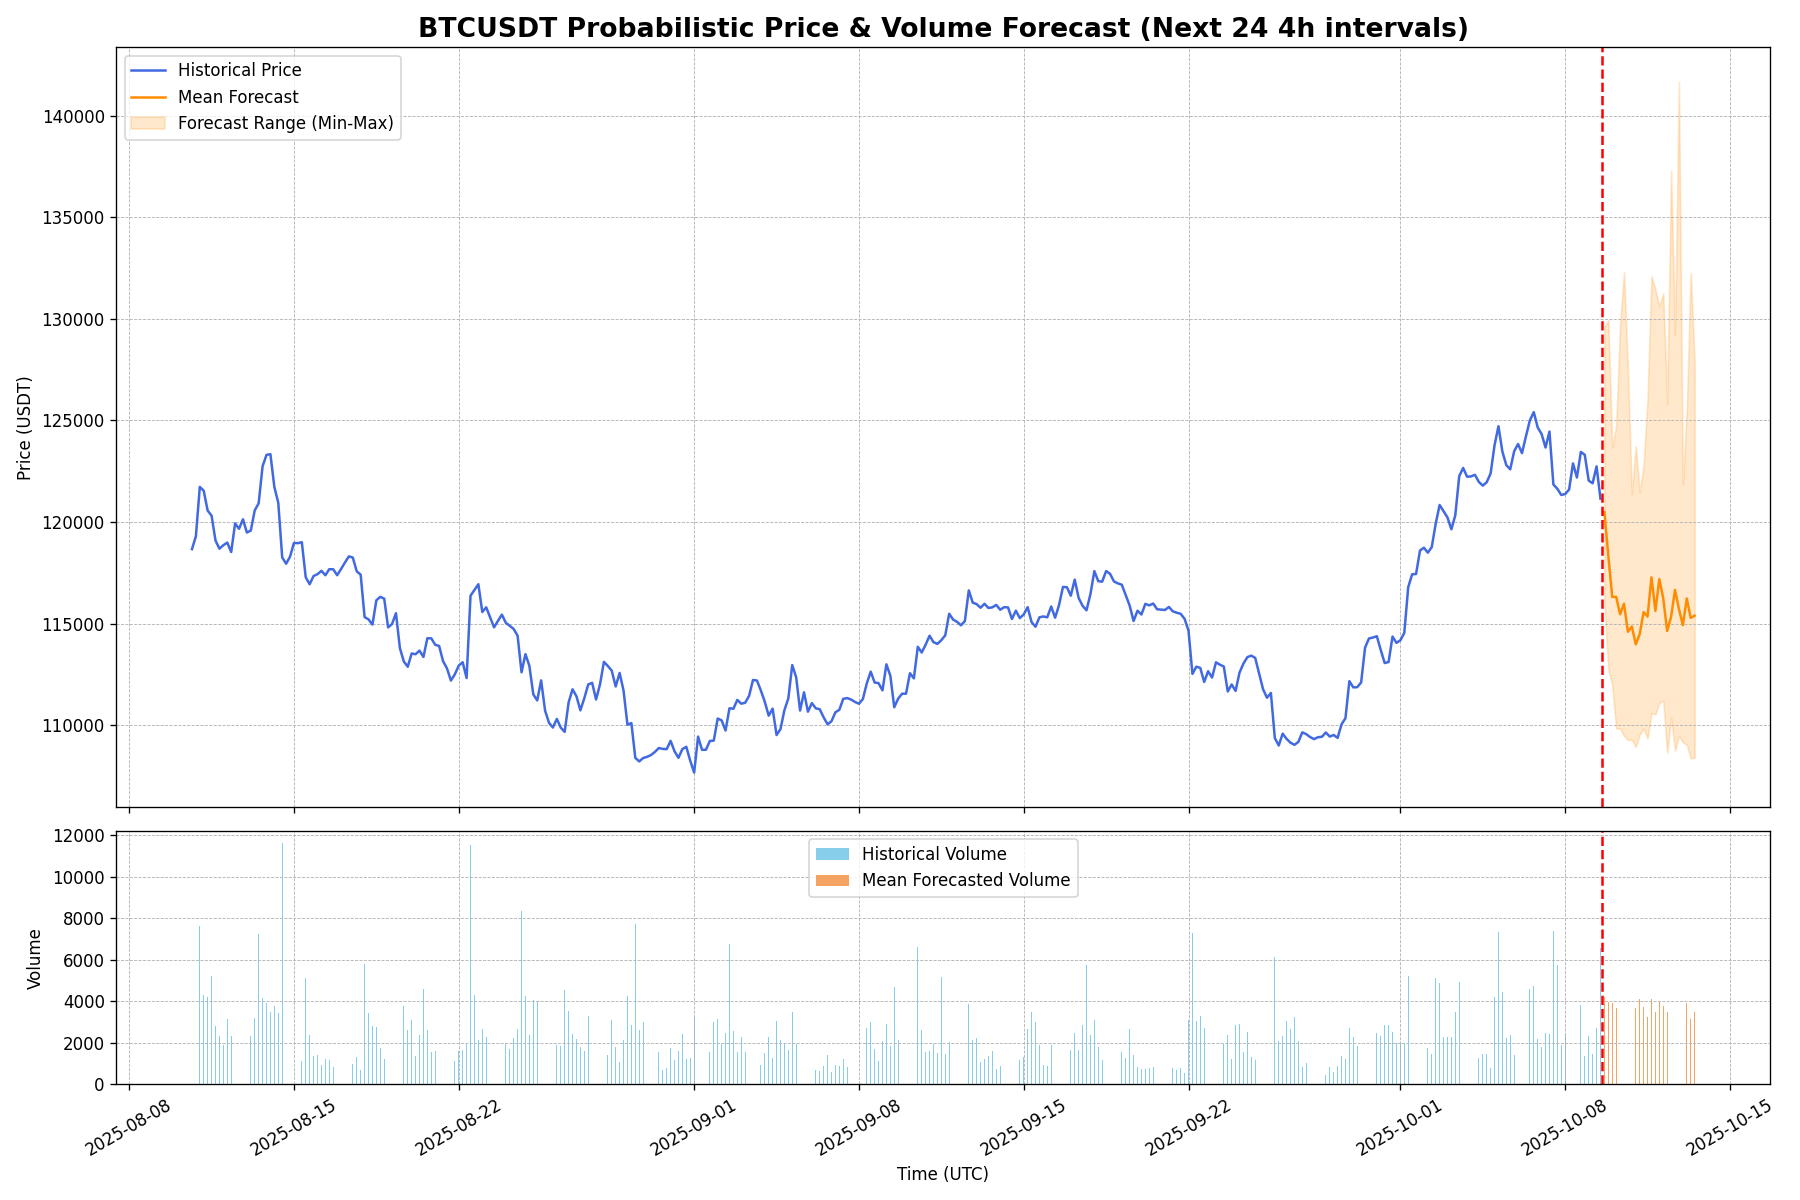 BTCUSDT Probabilistic Price & Volume Forecast (Next 24 4h intervals)
Historical Price
Mean Forecast
Forecast Range (Min-Max)
140000
135000
130000
125000
120000
115000
110000
Price (USDT)
Historical Volume
Mean Forecasted Volume
12000
10000
8000
6000
4000
2000
0
Volume
2025-08-08
2025-08-15
2025-08-22
2025-09-01
2025-09-08
2025-09-15
2025-09-22
2025-10-01
2025-10-08
2025-10-15
Time (UTC)